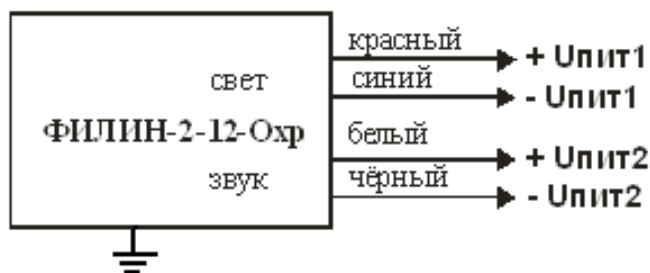 красный
+ Uпит1
свет
синий
- Uпит1
ФИЛИН-2-12-Охр
белый
+ Uпит2
звук
чёрный
- Uпит2